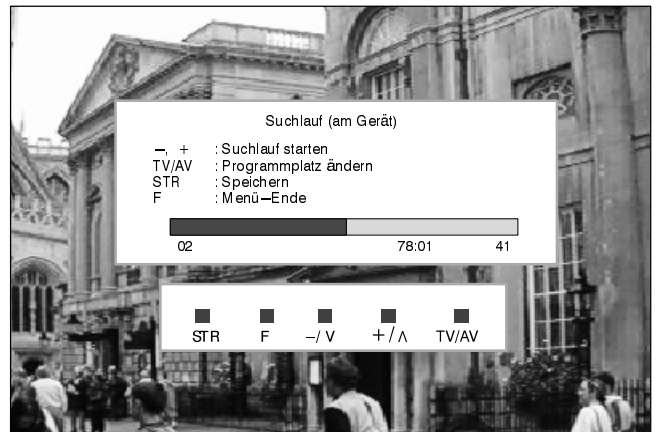 Suchlauf (am Gerät)
–, + : Suchlauf starten
TV/AV : Programmplatz ändern
STR : Speichern
F : Menü–Ende
02 78:01 41
STR F –/ V + / Λ TV/AV